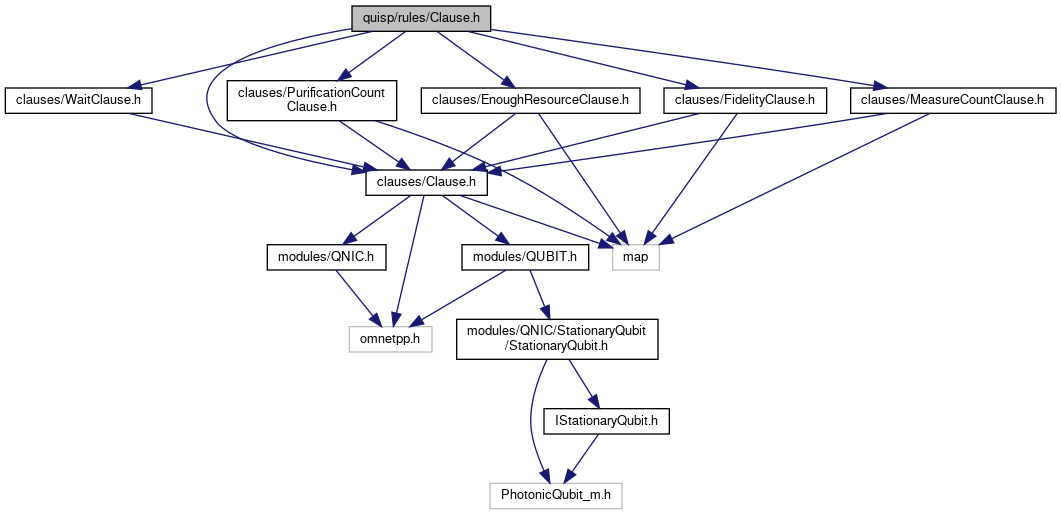 quisp/rules/Clause.h
clauses/WaitClause.h
clauses/PurificationCount
Clause.h
clauses/EnoughResourceClause.h
clauses/FidelityClause.h
clauses/MeasureCountClause.h
clauses/Clause.h
modules/QNIC.h
modules/QUBIT.h
map
omnetpp.h
modules/QNIC/StationaryQubit
/StationaryQubit.h
IStationaryQubit.h
PhotonicQubit_m.h